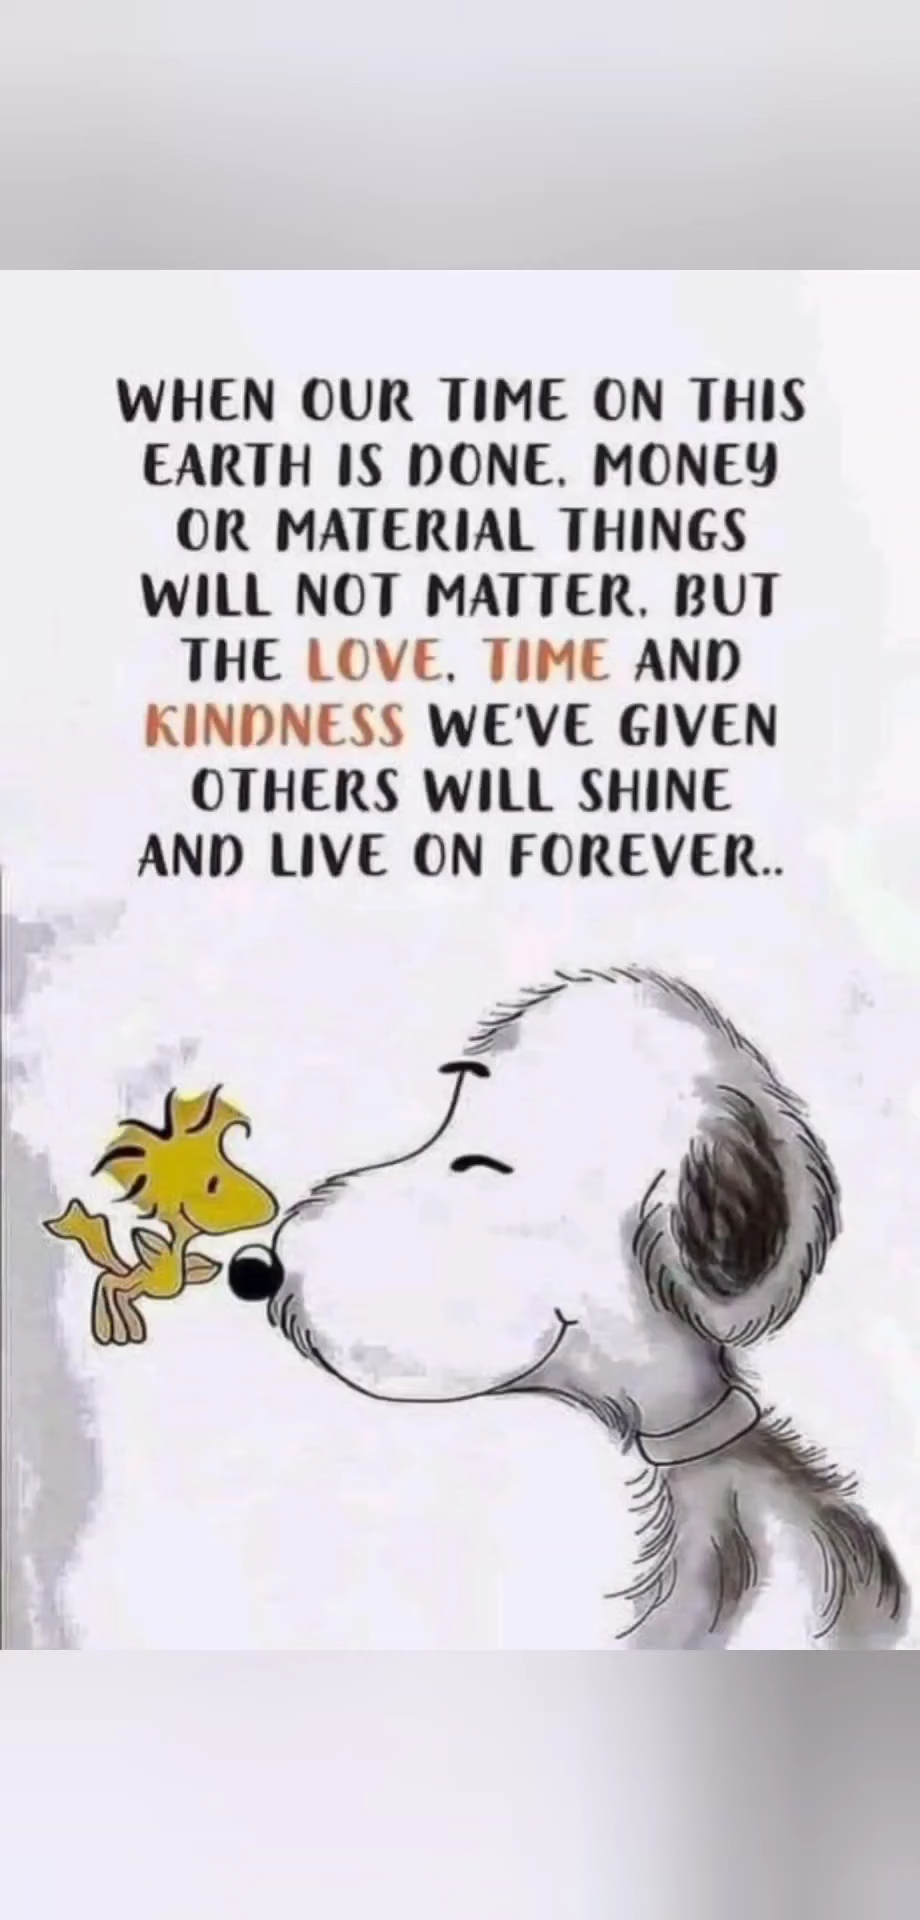 WHEN OUR TIME ON THIS
EARTH IS DONE, MONEY
OR MATERIAL THINGS
WILL NOT MATTER, BUT
THE LOVE, TIME AND
KINDNESS WE'VE GIVEN
OTHERS WILL SHINE
AND LIVE ON FOREVER..